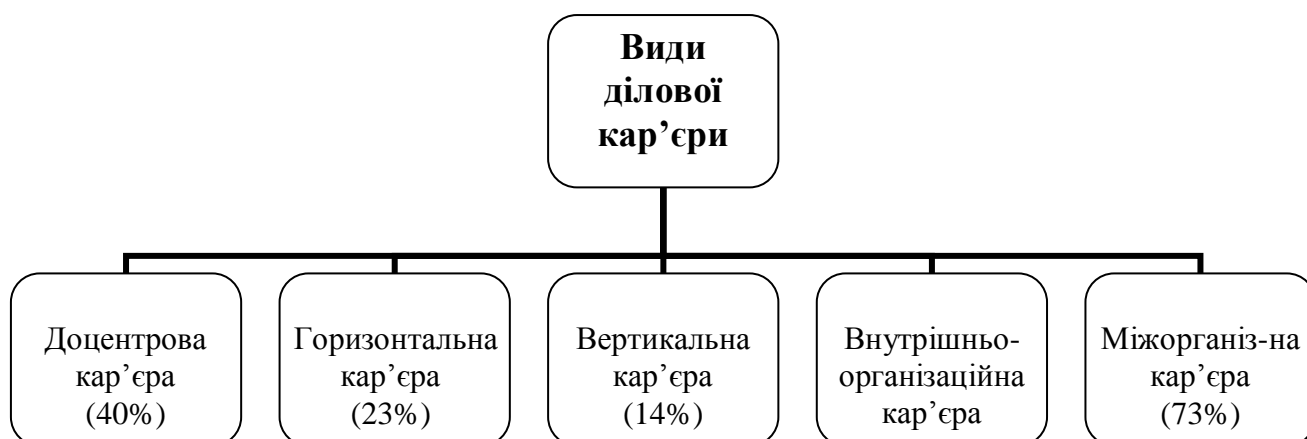 Види
ділової
кар’єри
Доцентрова
кар’єра
(40%)
Горизонтальна
кар’єра
(23%)
Вертикальна
кар’єра
(14%)
Внутрішньо-
організаційна
кар’єра
Міжорганіз-на
кар’єра
(73%)